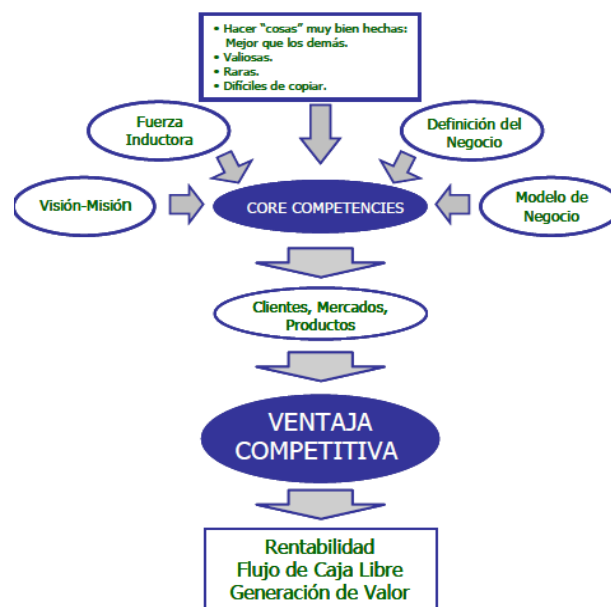 • Hacer “cosas” muy bien hechas:
Mejor que los demás.
• Valiosas.
• Raras.
• Difíciles de copiar.
Fuerza
Inductora
Definición del
Negocio
Visión-Misión
CORE COMPETENCIES
Modelo de
Negocio
Clientes, Mercados,
Productos
VENTAJA
COMPETITIVA
Rentabilidad
Flujo de Caja Libre
Generación de Valor